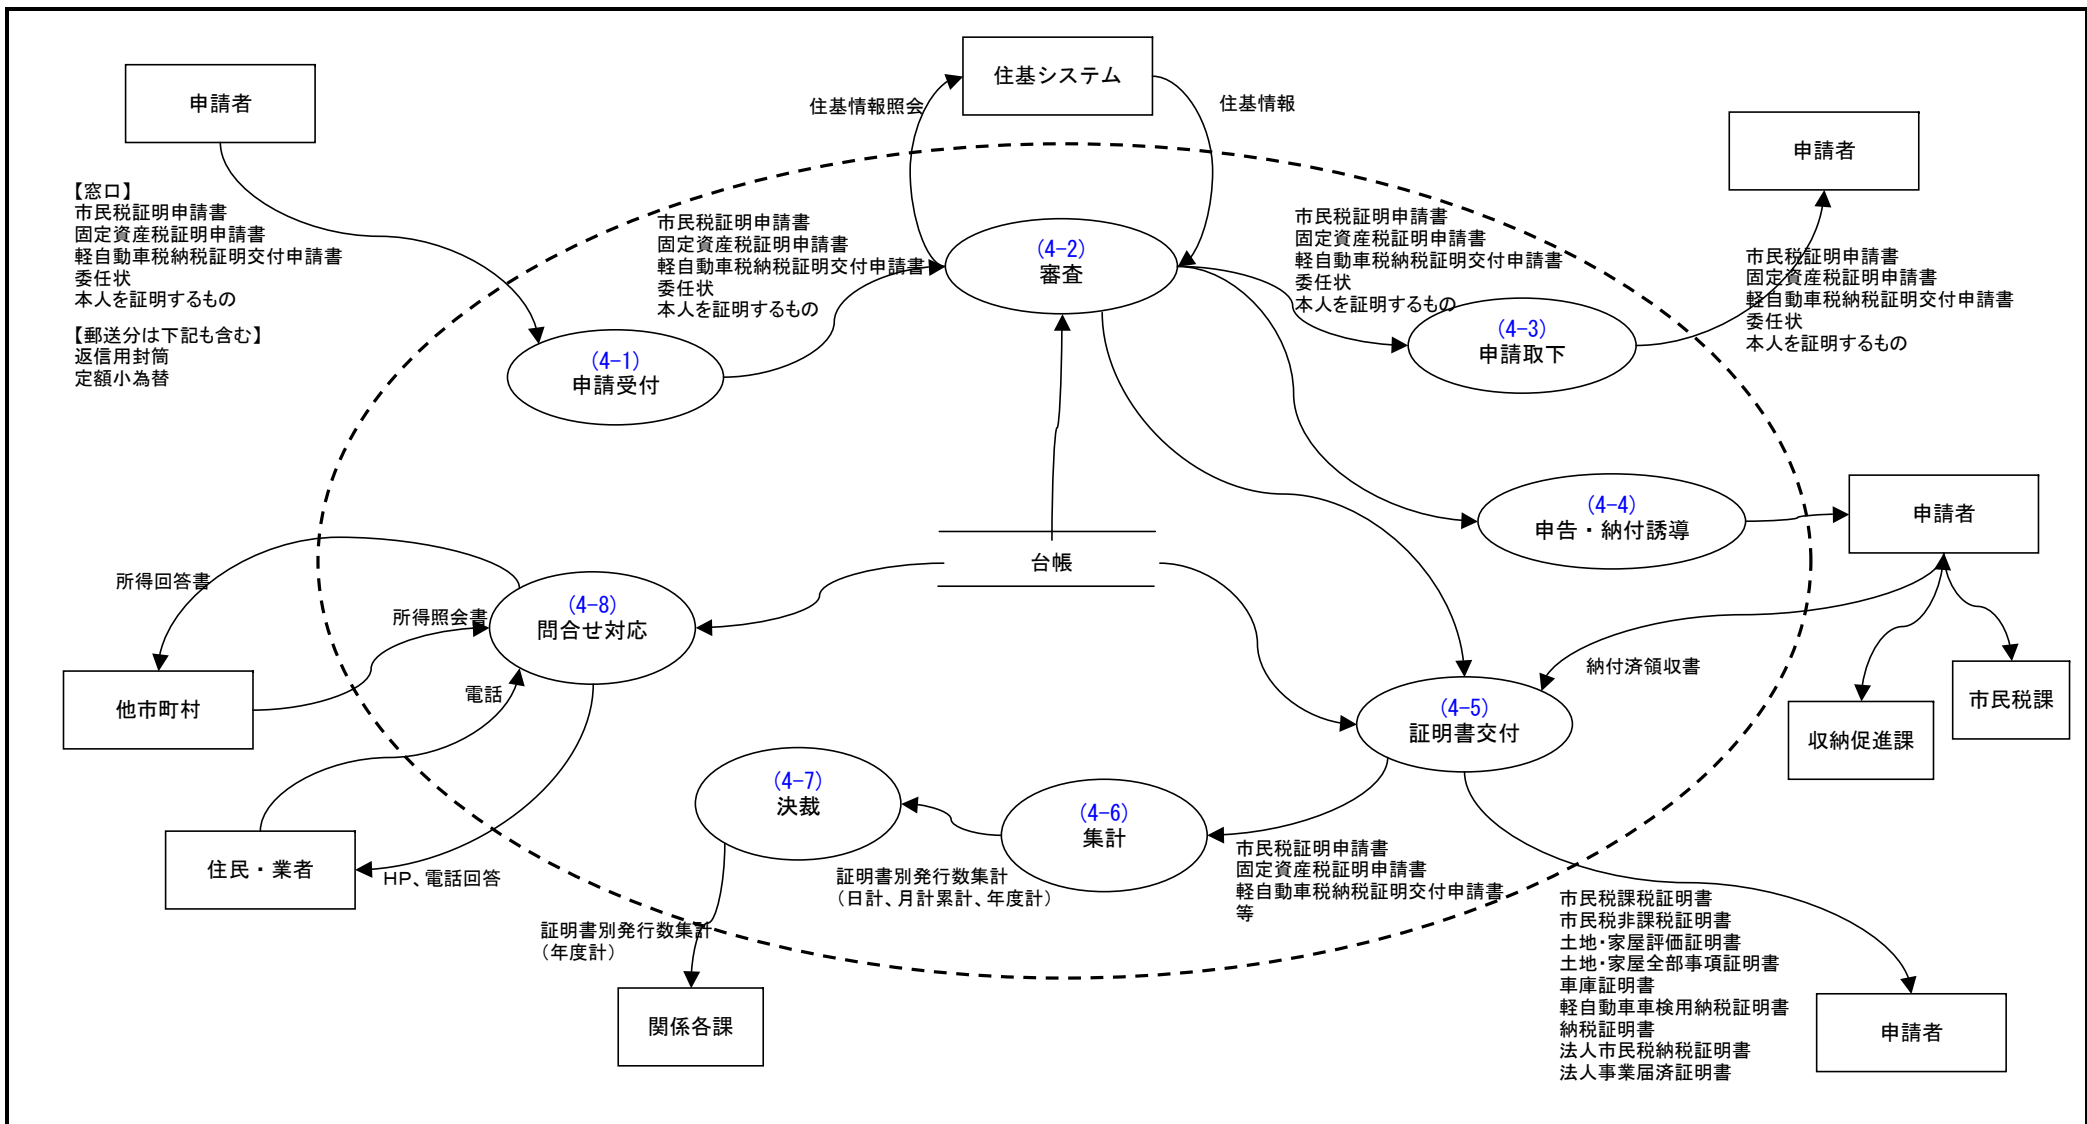 申請者
【窓口】
市民税証明申請書
固定資産税証明申請書
軽自動車税納税証明交付申請書
委任状
本人を証明するもの
【郵送分は下記も含む】
返信用封筒
定額小為替
(4-1)
申請受付
市民税証明申請書
固定資産税証明申請書
軽自動車税納税証明交付申請書
委任状
本人を証明するもの
住基情報照会
住基システム
住基情報
(4-2)
審査
市民税証明申請書
固定資産税証明申請書
軽自動車税納税証明交付申請書
委任状
本人を証明するもの
(4-3)
申請取下
申請者
市民税証明申請書
固定資産税証明申請書
軽自動車税納税証明交付申請書
委任状
本人を証明するもの
(4-4)
申告・納付誘導
申請者
納付済領収書
収納促進課
市民税課
台帳
所得回答書
所得照会書
(4-8)
問合せ対応
他市町村
電話
住民・業者
HP、電話回答
(4-5)
証明書交付
(4-6)
集計
(4-7)
決裁
市民税証明申請書
固定資産税証明申請書
軽自動車税納税証明交付申請書
等
証明書別発行数集計
(日計、月計累計、年度計)
証明書別発行数集計
(年度計)
関係各課
市民税課税証明書
市民税非課税証明書
土地・家屋評価証明書
土地・家屋全部事項証明書
車庫証明書
軽自動車車検用納税証明書
納税証明書
法人市民税納税証明書
法人事業届済証明書
申請者